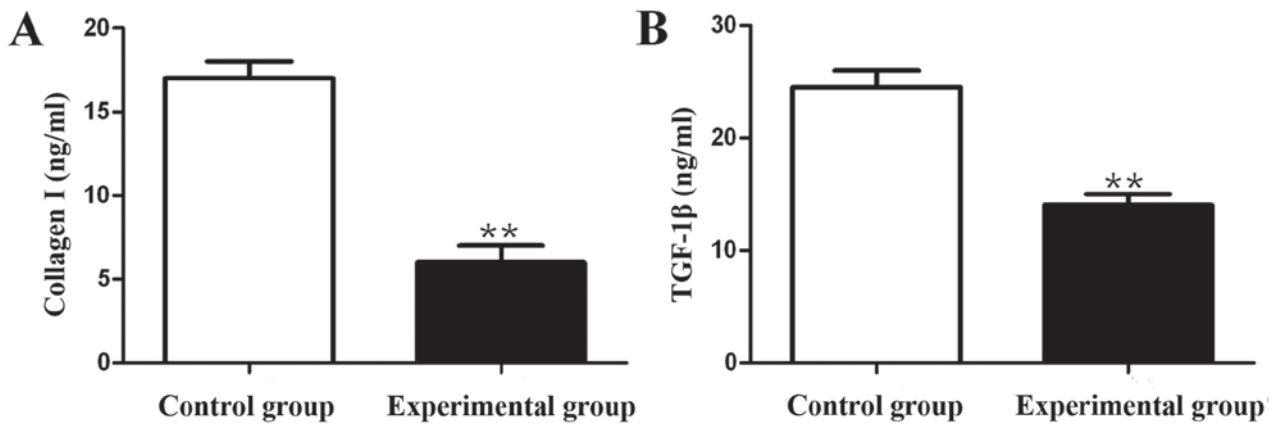 A
Collagen I (ng/ml)
20
15
10
5
0
**
Control group
Experimental group
B
TGF-1β (ng/ml)
30
20
10
0
**
Control group
Experimental group